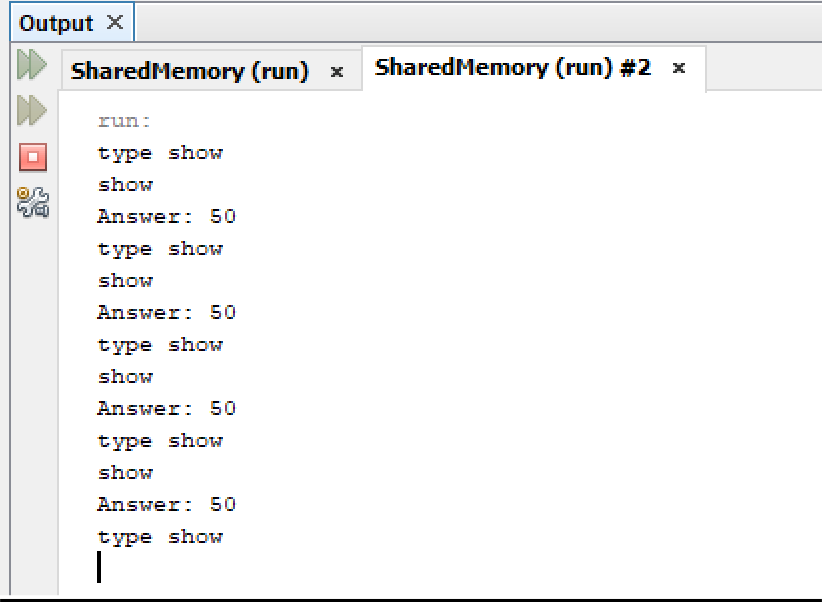 Output ×
SharedMemory (run) × SharedMemory (run) #2 ×
run:
type show
show
Answer: 50
type show
show
Answer: 50
type show
show
Answer: 50
type show
show
Answer: 50
type show